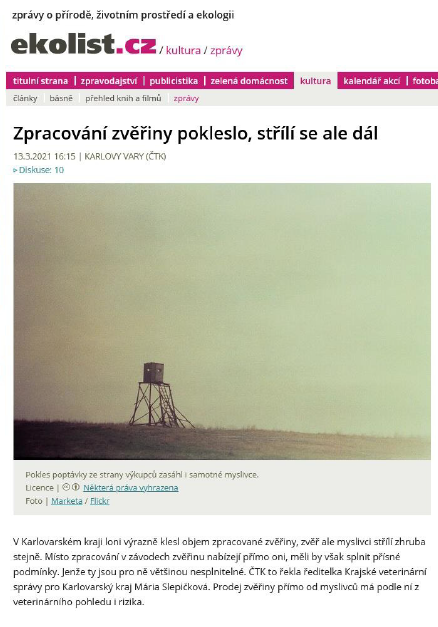 zprávy o přírodě, životním prostředí a ekologii
ekolist.cz / kultura / zprávy
titulní strana | zpravodajství | publicistika | zelená domácnost kultura kalendář akcí | fotoba
články básně přehled knih a filmů zprávy
Zpracování zvěřiny pokleslo, střílí se ale dál
13.3.2021 16:15 | KARLOVY VARY (ČTK)
Diskuse: 10
Pokles poptávky ze strany výkupců zasáhl i samotné myslivce.
Licence | Některá práva vyhrazena
Foto | Marketa / Flickr
V Karlovarském kraji loni výrazně klesl objem zpracované zvěřiny, zvěř ale myslivci střílí zhruba
stejně. Místo zpracování v závodech zvěřinu nabízejí přímo oni, měli by však splnit přísné
podmínky. Jenže ty jsou pro ně většinou nesplnitelné. ČTK to řekla ředitelka Krajské veterinární
správy pro Karlovarský kraj Mária Slepičková. Prodej zvěřiny přímo od myslivců má podle ní z
veterinárního pohledu i rizika.